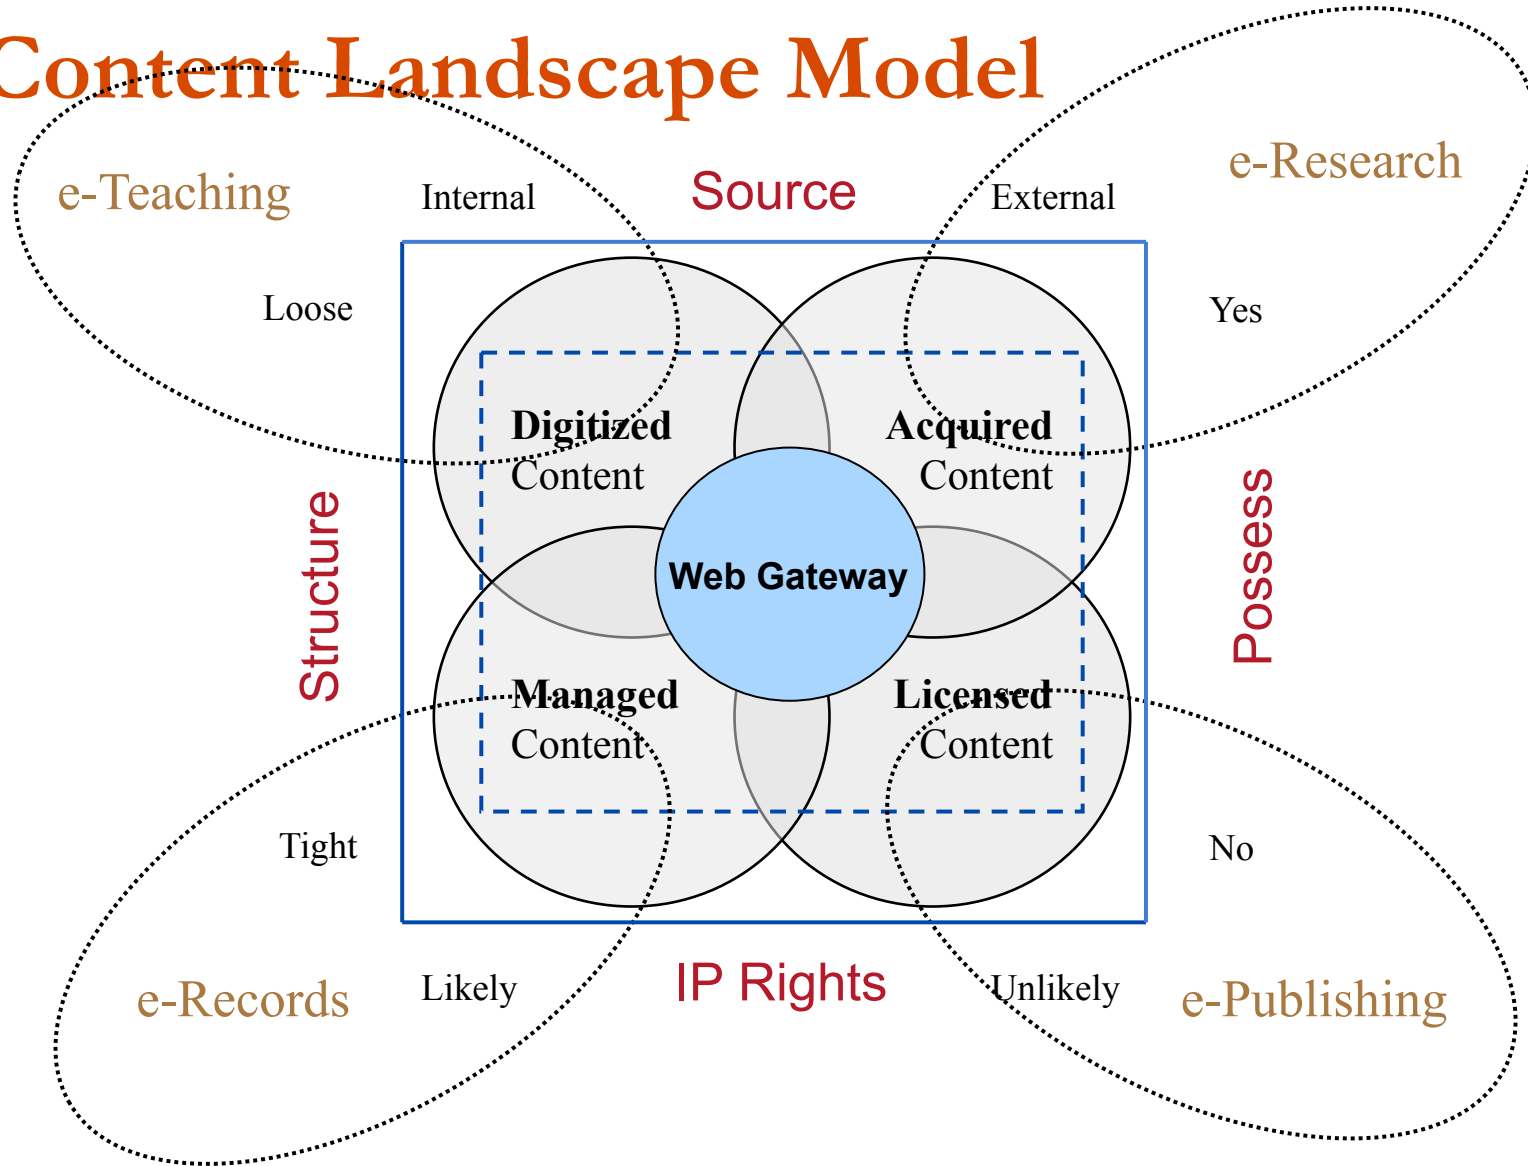 Content Landscape Model
e-Teaching
Internal
Source
External
e-Research
Loose
Yes
Digitized
Content
Acquired
Content
Structure
Web Gateway
Possess
Managed
Content
Licensed
Content
Tight
No
e-Records
Likely
IP Rights
Unlikely
e-Publishing